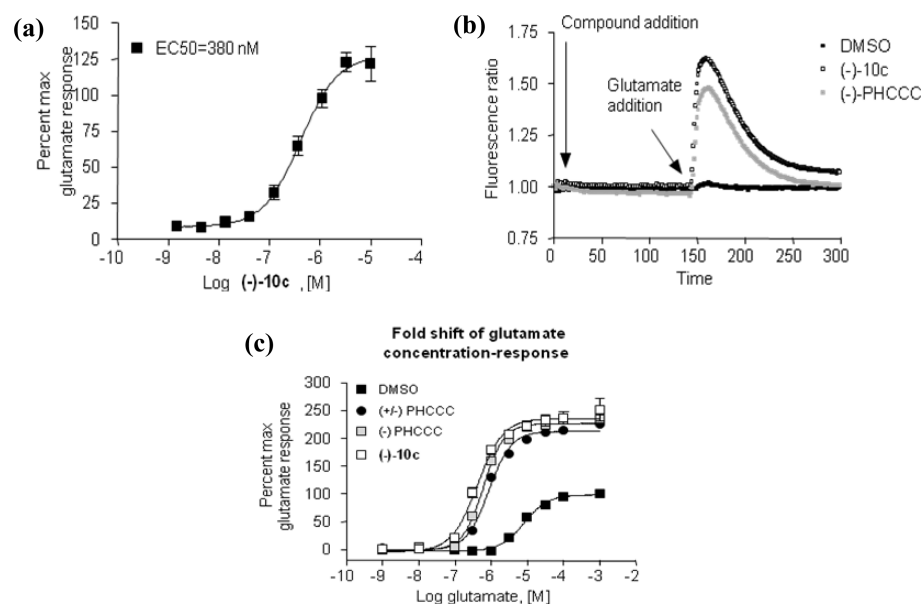 (a)
Percent max
glutamate response
EC50=380 nM
150
125
100
75
50
25
0
-10 -9 -8 -7 -6 -5 -4
Log (-)-10c , [M]
(b)
Fluorescence ratio
Compound addition
Glutamate
addition
DMSO
(-)-10c
(-)-PHCCC
1.75
1.50
1.25
1.00
0.75
0 50 100 150 200 250 300
Time
(c)
Fold shift of glutamate
concentration-response
Percent max
glutamate response
DMSO
(+/-) PHCCC
(-) PHCCC
(-)-10c
300
250
200
150
100
50
0
-10 -9 -8 -7 -6 -5 -4 -3 -2
Log glutamate, [M]